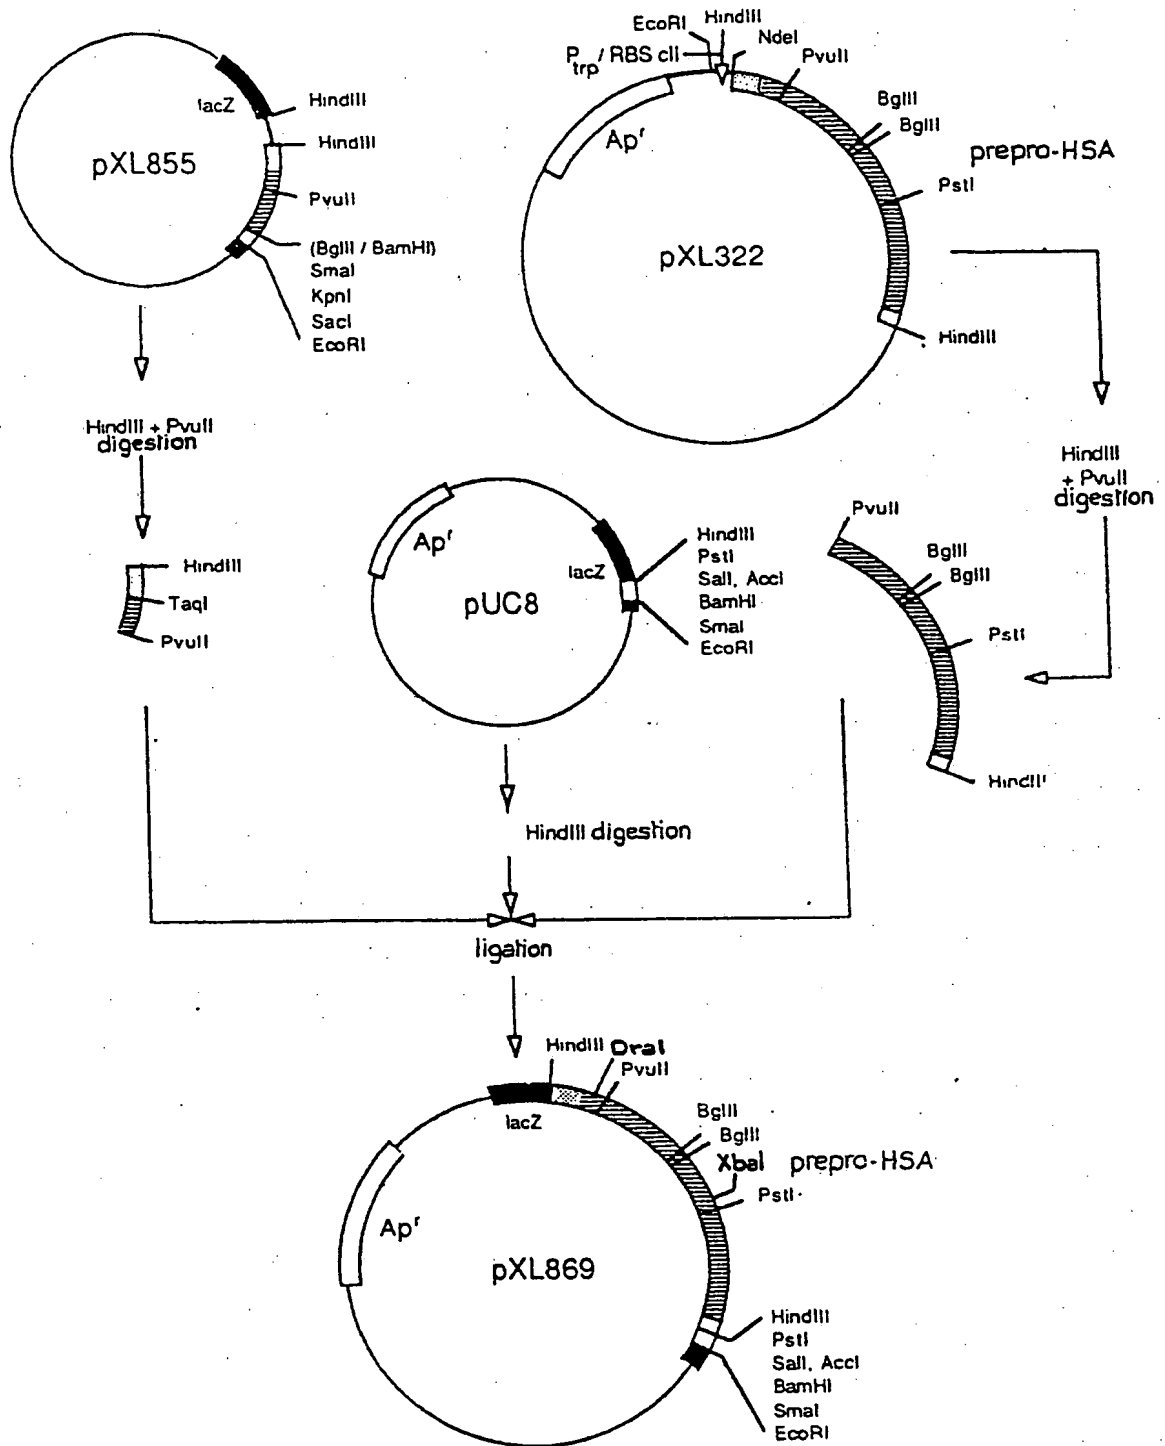 lacZ
HindIII
HindIII
pXL855
PvuII
(BglII / BamHI)
SmaI
KpnI
SacI
EcoRI
HindIII + PvuII
digestion
HindIII
TaqI
PvuII
EcoRI
HindIII
NdeI
P trp / RBS cII
PvuII
Apʳ
BglII
BglII
prepro-HSA
PstI
pXL322
HindIII
HindIII
+ PvuII
digestion
PvuII
BglII
BglII
PstI
HindII'
Apʳ
lacZ
pUC8
HindIII
PstI
SalI, AccI
BamHI
SmaI
EcoRI
HindIII digestion
ligation
HindIII DraI
PvuII
lacZ
BglII
BglII
XbaI prepro-HSA
PstI
Apʳ
pXL869
HindIII
PstI
SalI, AccI
BamHI
SmaI
EcoRI